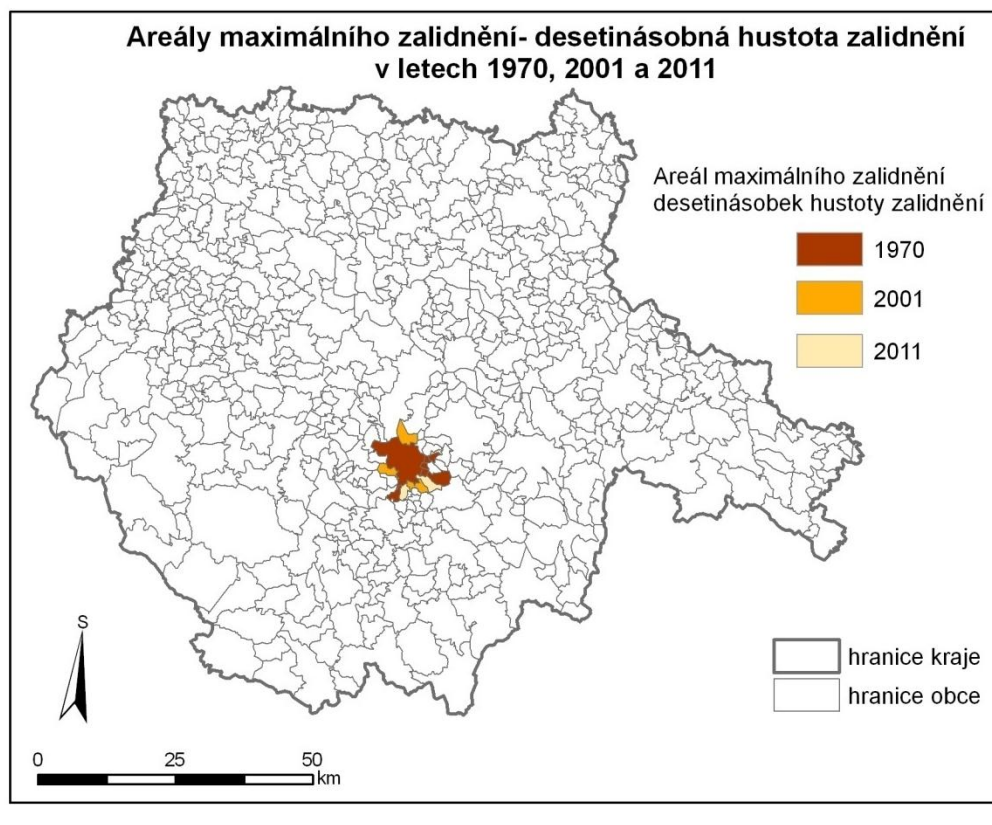 Areály maximálního zalidnění- desetinásobná hustota zalidnění
v letech 1970, 2001 a 2011
Areál maximálního zalidnění
desetinásobek hustoty zalidnění
1970
2001
2011
S
hranice kraje
hranice obce
0 25 50
km